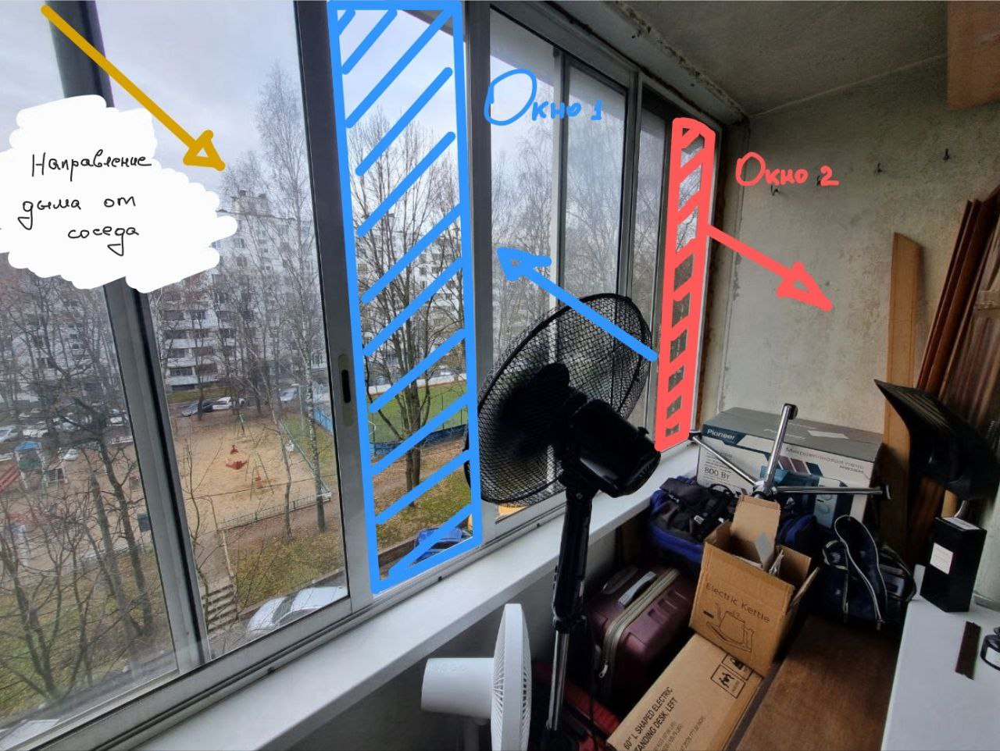 Направление
дыма от
соседа
Окно 1
Окно 2
Pioneer
Микроволновая печь
800 Вт
Electric Kettle
60" L SHAPED ELECTRIC
STANDING DESK, LEFT